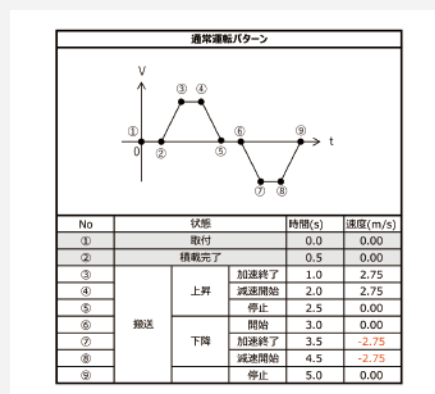 通常運転パターン
V
③ ④
① ⑥ ⑨ t
0 ② ⑤
⑦ ⑧
No 状態 時間(s) 速度(m/s)
① 取付 0.0 0.00
② 積載完了 0.5 0.00
③ 搬送 上昇 加速終了 1.0 2.75
④ 減速開始 2.0 2.75
⑤ 停止 2.5 0.00
⑥ 下降 開始 3.0 0.00
⑦ 加速終了 3.5 -2.75
⑧ 減速開始 4.5 -2.75
⑨ 停止 5.0 0.00